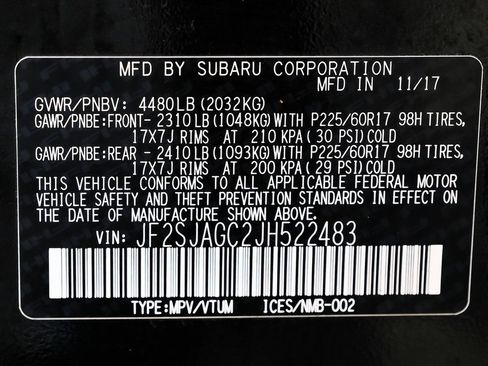 MFD BY SUBARU CORPORATION
MFD IN 11/17
GVWR/PNBV: 4480LB(2032KG)
GAWR/PNBE:FRONT-2310LB(1048KG)WITH P225/60R17 98H TIRES,
17X7J RIMS AT 210 KPA(30 PSI)COLD
GAWR/PNBE:REAR -2410LB(1093KG)WITH P225/60R17 98H TIRES,
17X7J RIMS AT 200 KPA(29 PSI)COLD
THIS VEHICLE CONFORMS TO ALL APPLICABLE FEDERAL MOTOR
VEHICLE SAFETY AND THEFT PREVENTION STANDARDS IN EFFECT
ON THE DATE OF MANUFACTURE SHOWN ABOVE.
VIN: JF2SJAGC2JH522483
TYPE:MPV/VTUM ICES/NMB-002